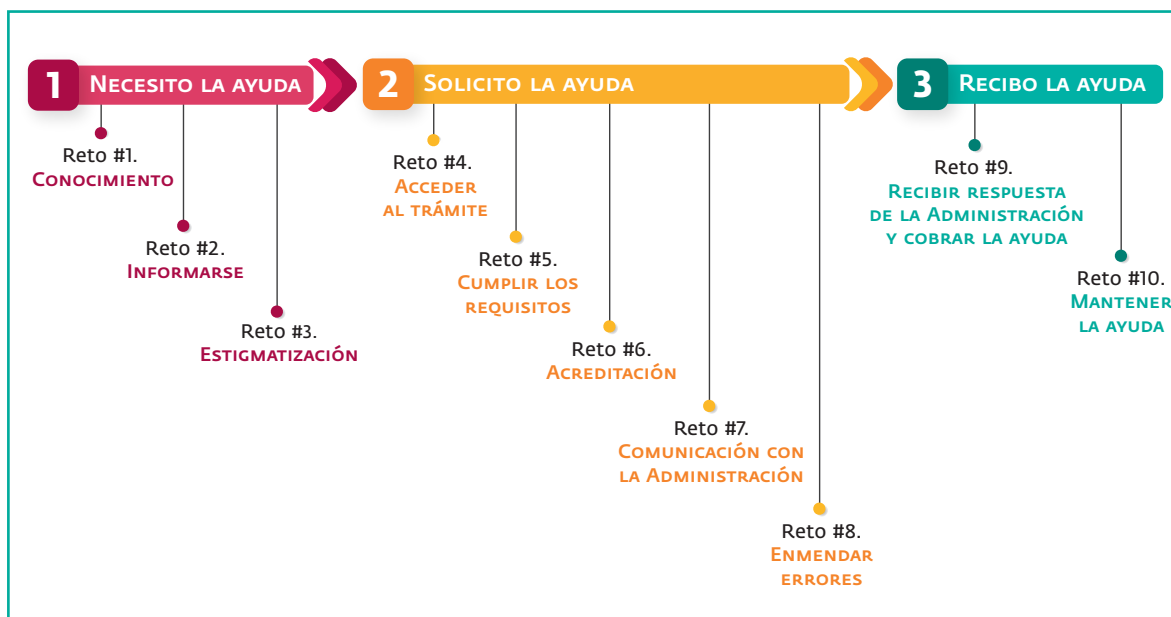 1 Necesito la ayuda
Reto #1.
Conocimiento
Reto #2.
Informarse
Reto #3.
Estigmatización
2 Solicito la ayuda
Reto #4.
Acceder
al trámite
Reto #5.
Cumplir los
requisitos
Reto #6.
Acreditación
Reto #7.
Comunicación con
la Administración
Reto #8.
Enmendar
errores
3 Recibo la ayuda
Reto #9.
Recibir respuesta
de la Administración
y cobrar la ayuda
Reto #10.
Mantener
la ayuda